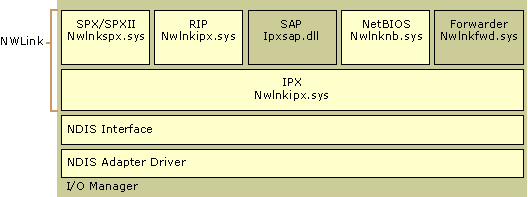 NWLink
SPX/SPXII
Nwlnkspx.sys
RIP
Nwlnkipx.sys
SAP
Ipxsap.dll
NetBIOS
Nwlnknb.sys
Forwarder
Nwlnkfwd.sys
IPX
Nwlnkipx.sys
NDIS Interface
NDIS Adapter Driver
I/O Manager